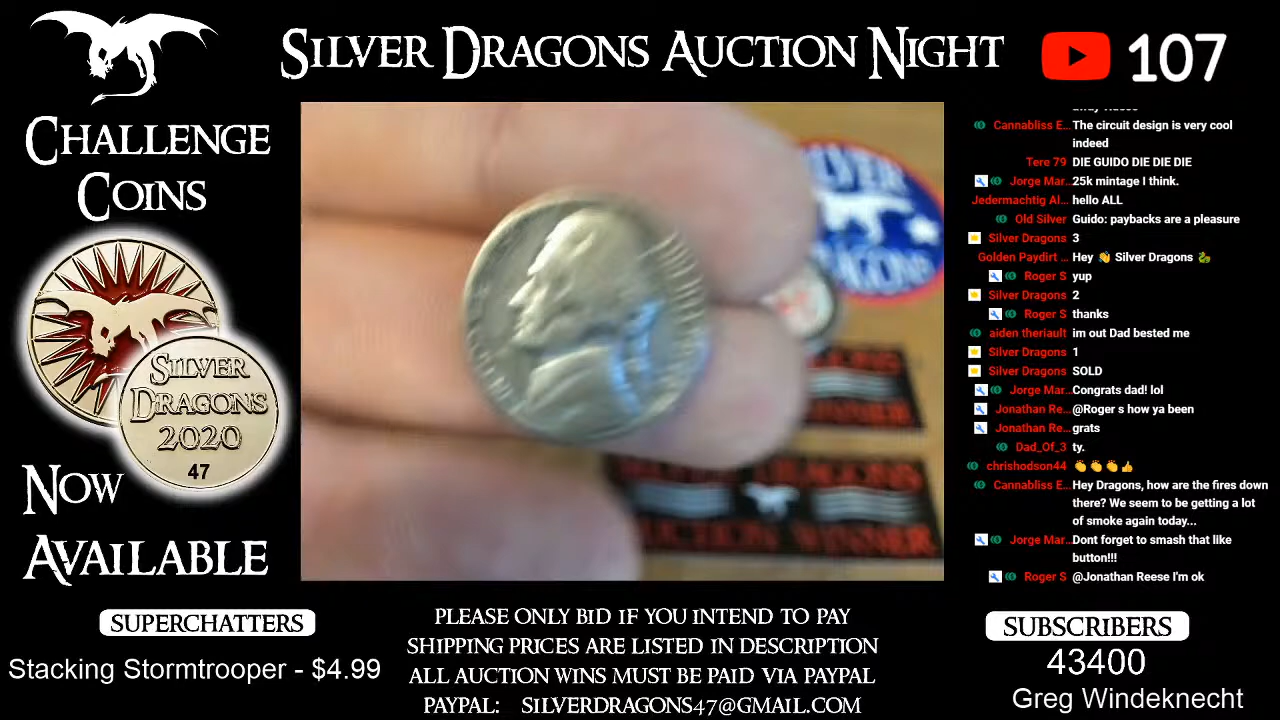 SILVER DRAGONS AUCTION NIGHT
107
CHALLENGE
COINS
SILVER
DRAGONS
2020
47
NOW
AVAILABLE
SUPERCHATTERS
Stacking Stormtrooper - $4.99
Cannabliss E... The circuit design is very cool
indeed
Tere 79 DIE GUIDO DIE DIE DIE
Jorge Mar... 25k mintage I think.
Jedermachtig Al... hello ALL
Old Silver Guido: paybacks are a pleasure
Silver Dragons 3
Golden Paydirt ... Hey 👋 Silver Dragons 🐉
Roger S yup
Silver Dragons 2
Roger S thanks
aiden theriault im out Dad bested me
Silver Dragons 1
Silver Dragons SOLD
Jorge Mar... Congrats dad! lol
Jonathan Re... @Roger s how ya been
Jonathan Re... grats
Dad_Of_3 ty.
chrishodson44 👏👏👏👍
Cannabliss E... Hey Dragons, how are the fires down
there? We seem to be getting a lot
of smoke again today...
Jorge Mar... Dont forget to smash that like
button!!!
Roger S @Jonathan Reese I'm ok
PLEASE ONLY BID IF YOU INTEND TO PAY
SHIPPING PRICES ARE LISTED IN DESCRIPTION
ALL AUCTION WINS MUST BE PAID VIA PAYPAL
PAYPAL: SILVERDRAGONS47@GMAIL.COM
SUBSCRIBERS
43400
Greg Windeknecht